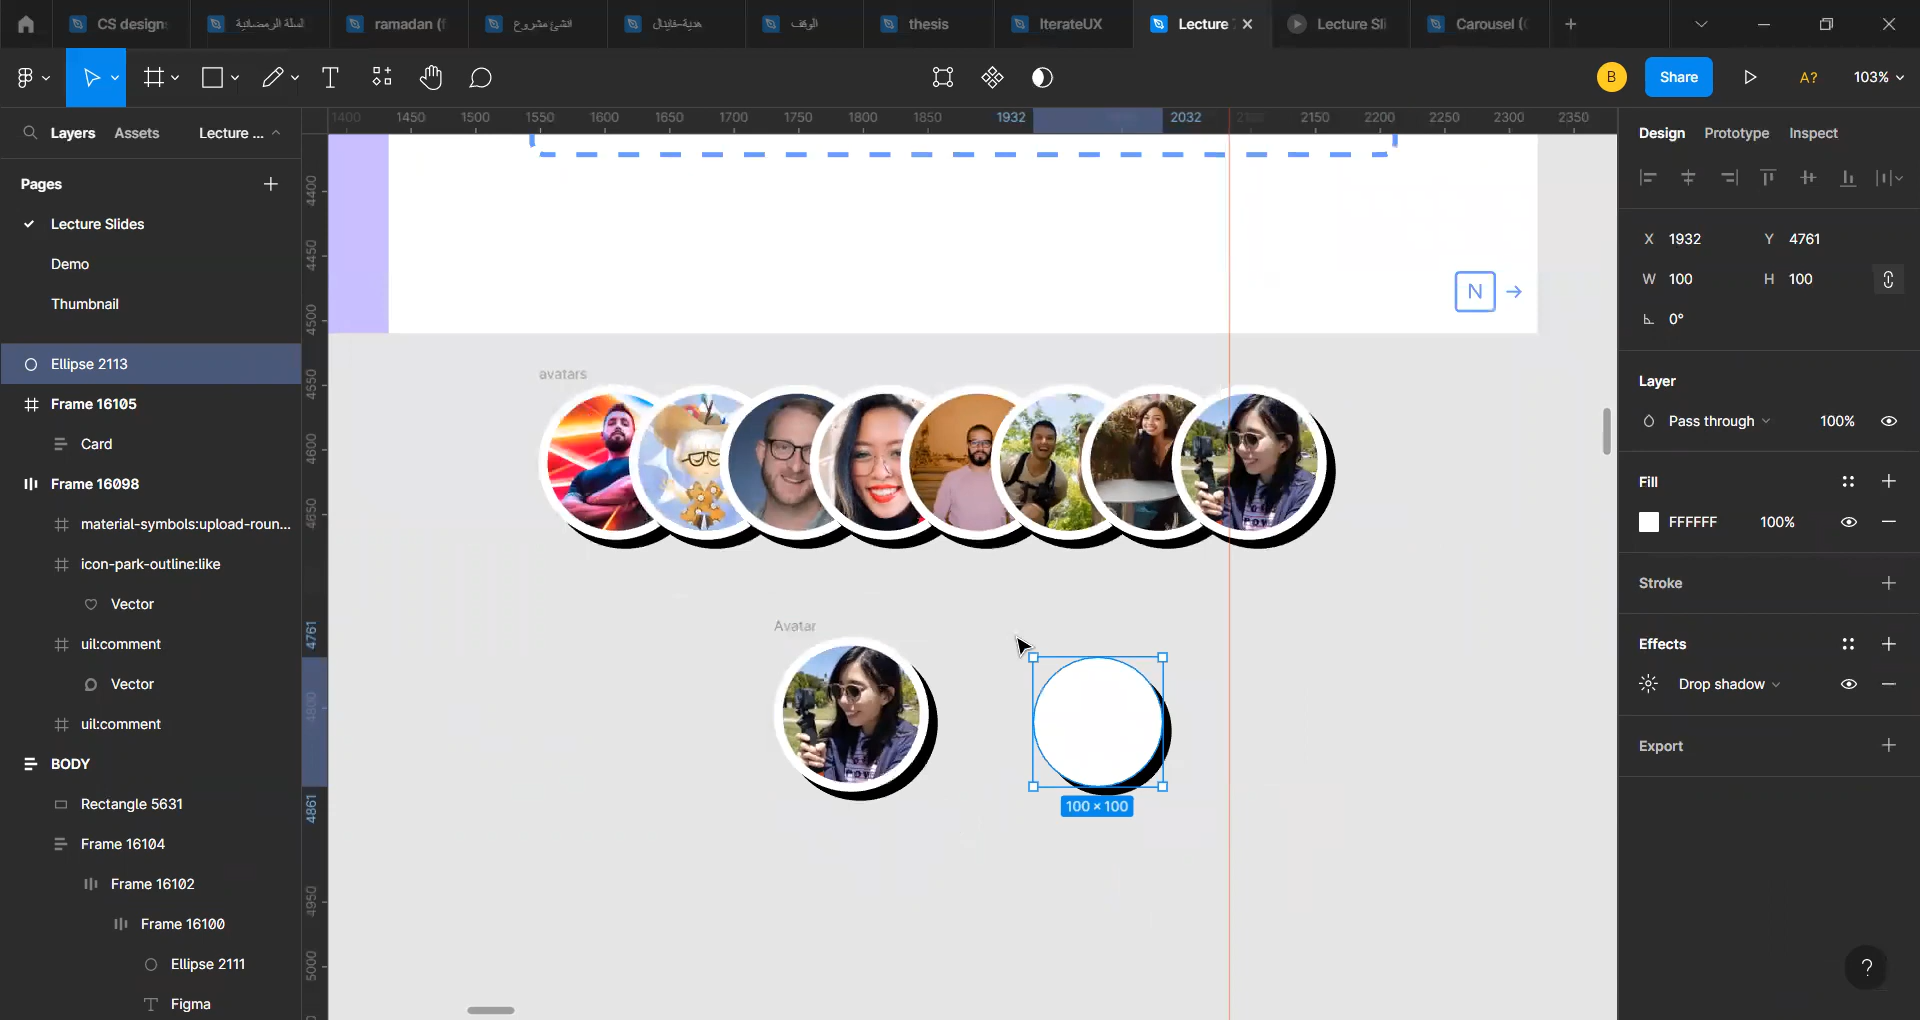 CS design
السلة الرمضانية
ramadan (f
انشئ مشروع
هدية-فاينال
الوقف
thesis
IterateUX
Lecture
Lecture Sli
Carousel (
B
Share
A?
103%
Layers
Assets
Lecture ...
Pages
Lecture Slides
Demo
Thumbnail
Ellipse 2113
Frame 16105
Card
Frame 16098
material-symbols:upload-roun...
icon-park-outline:like
Vector
uil:comment
Vector
uil:comment
BODY
Rectangle 5631
Frame 16104
Frame 16102
Frame 16100
Ellipse 2111
Figma
1400 1450 1500 1550 1600 1650 1700 1750 1800 1850 1932 2032 2100 2150 2200 2250 2300 2350
4400
4450
4500
4550
4600
4650
4761
4800
4861
4950
5000
N
avatars
Avatar
100 × 100
Design
Prototype
Inspect
X 1932
Y 4761
W 100
H 100
0°
Layer
Pass through
100%
Fill
FFFFFF
100%
Stroke
Effects
Drop shadow
Export
?